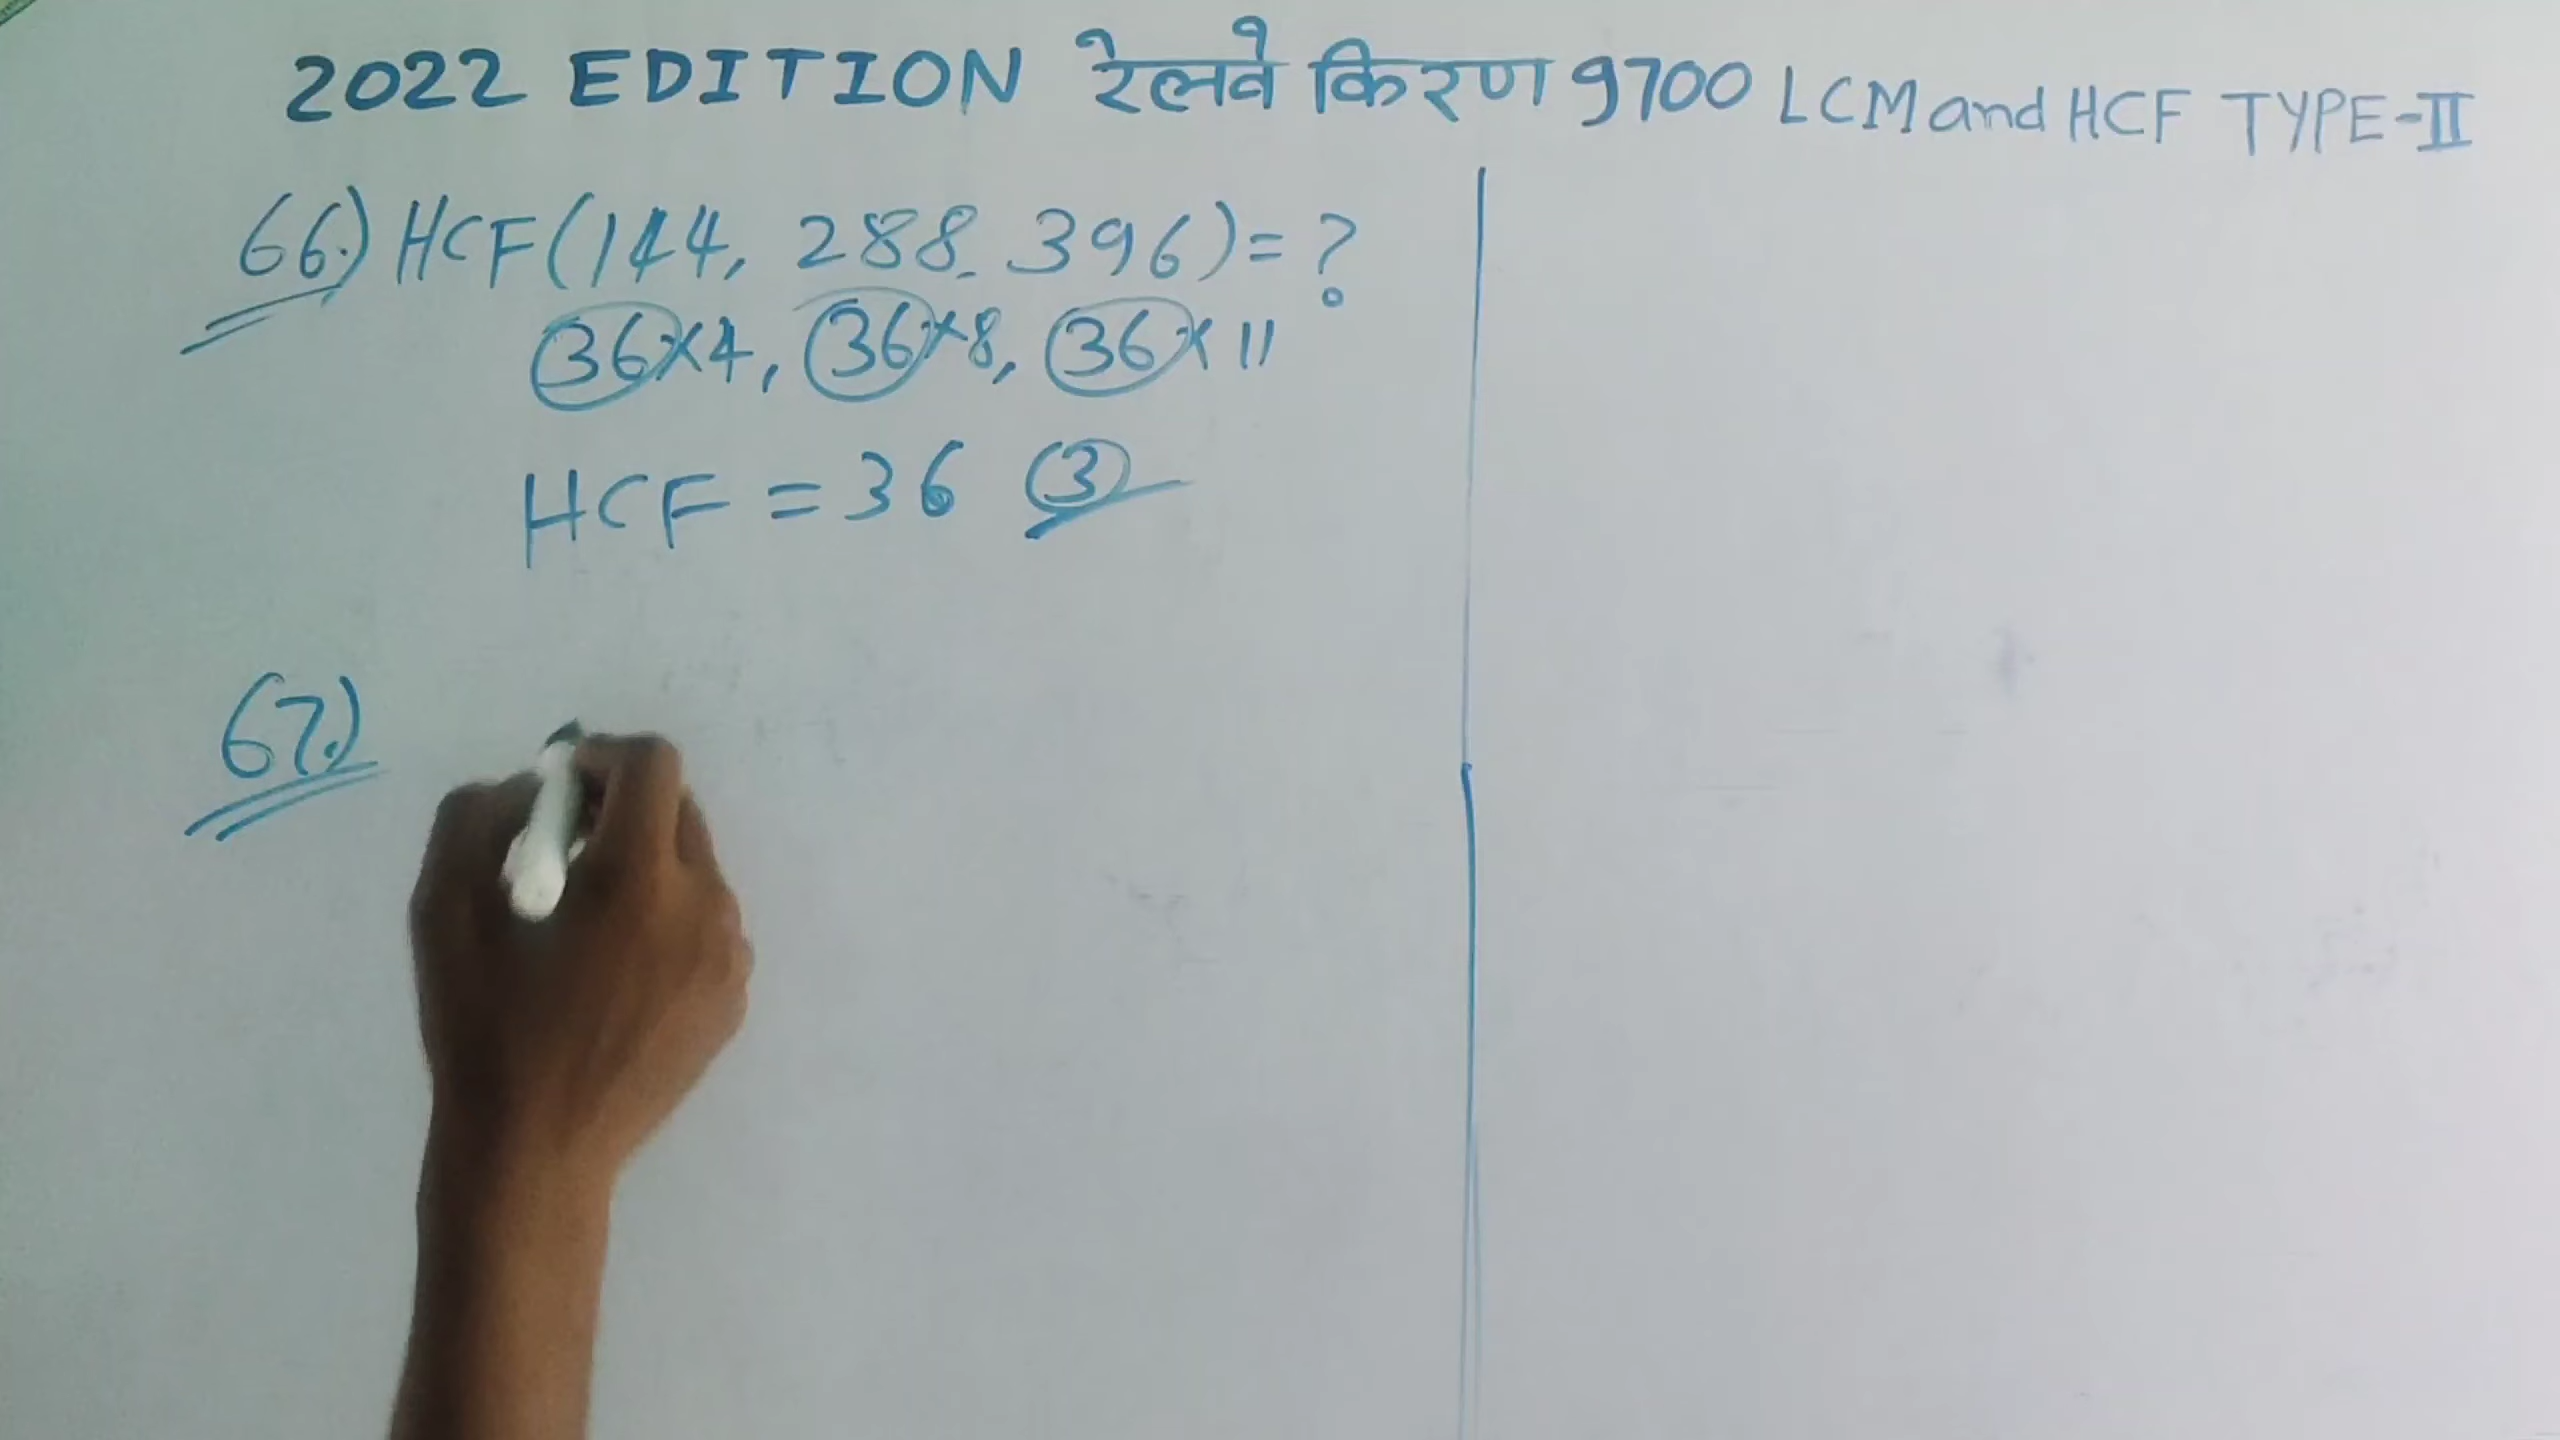 2022 EDITION रेलवे किरण 9700 LCM and HCF TYPE-II
66.) HCF(144, 288, 396)= ?
36×4, 36×8, 36×11
HCF = 36 (3)
67.)